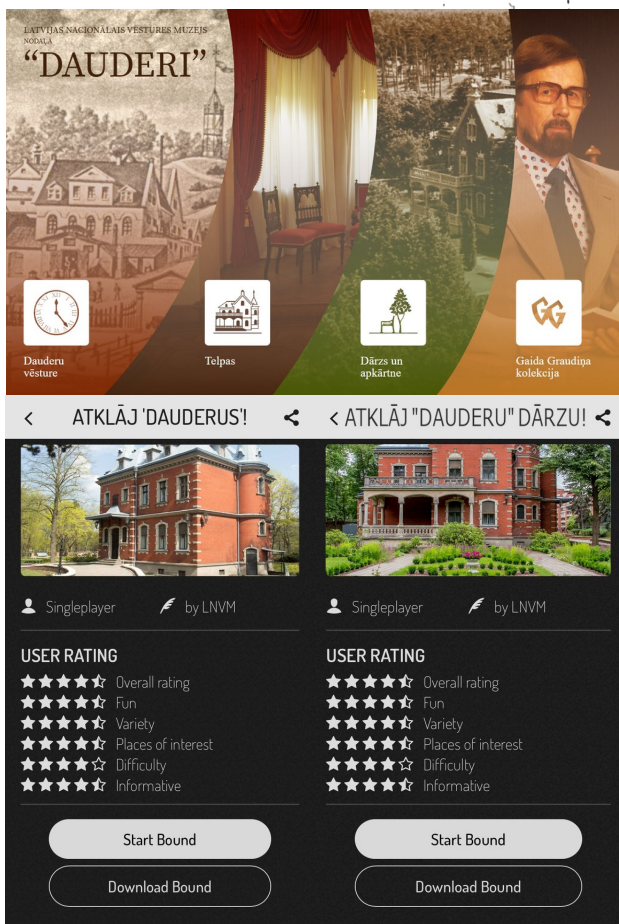 LATVIJAS NACIONĀLAIS VĒSTURES MUZEJS
NODAĻA
“DAUDERI”
Dauderu
vēsture
Telpas
Dārzs un
apkārtne
Gaida Graudiņa
kolekcija
GG
ATKLĀJ 'DAUDERUS'!
Singleplayer
by LNVM
USER RATING
Overall rating
Fun
Variety
Places of interest
Difficulty
Informative
Start Bound
Download Bound
ATKLĀJ "DAUDERU" DĀRZU!
Singleplayer
by LNVM
USER RATING
Overall rating
Fun
Variety
Places of interest
Difficulty
Informative
Start Bound
Download Bound